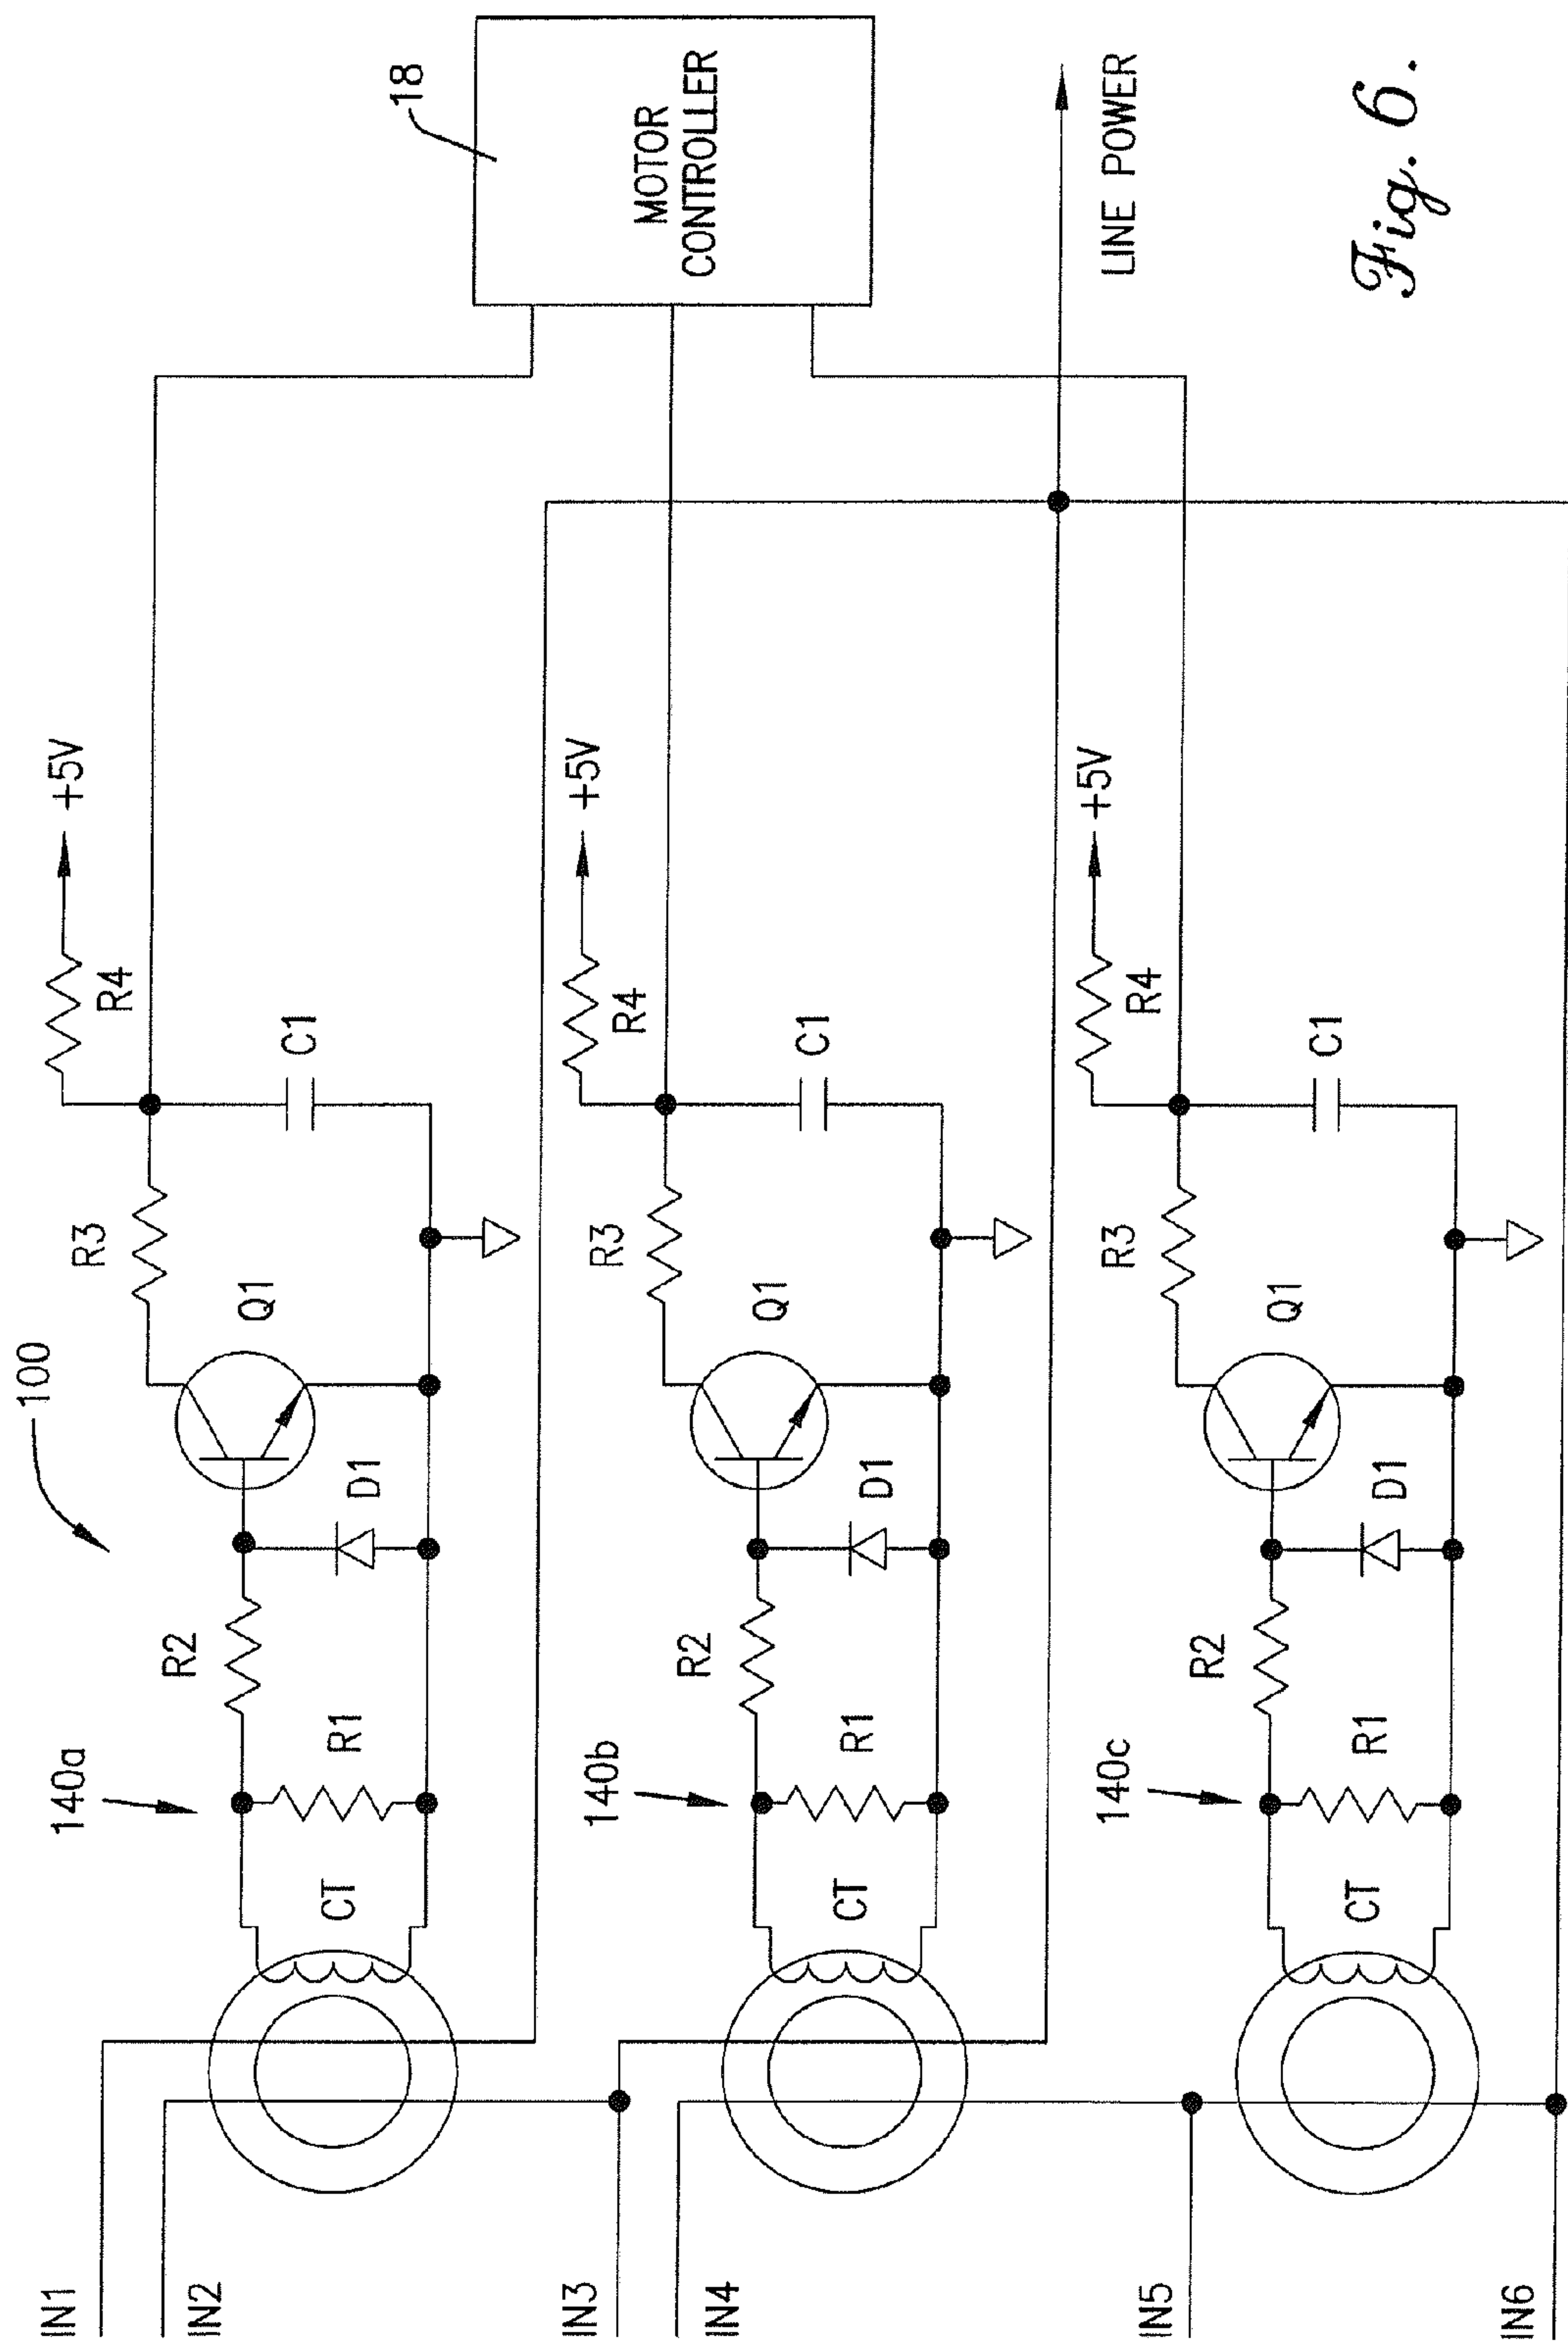 100
140a
R4
+5V
R3
Q1
R2
D1
R1
C1
CT
IN1
IN2
18
MOTOR
CONTROLLER
140b
R4
+5V
R3
Q1
R2
D1
R1
C1
CT
IN3
IN4
LINE POWER
140c
R4
+5V
R3
Q1
R2
D1
R1
C1
CT
IN5
IN6
Fig. 6.